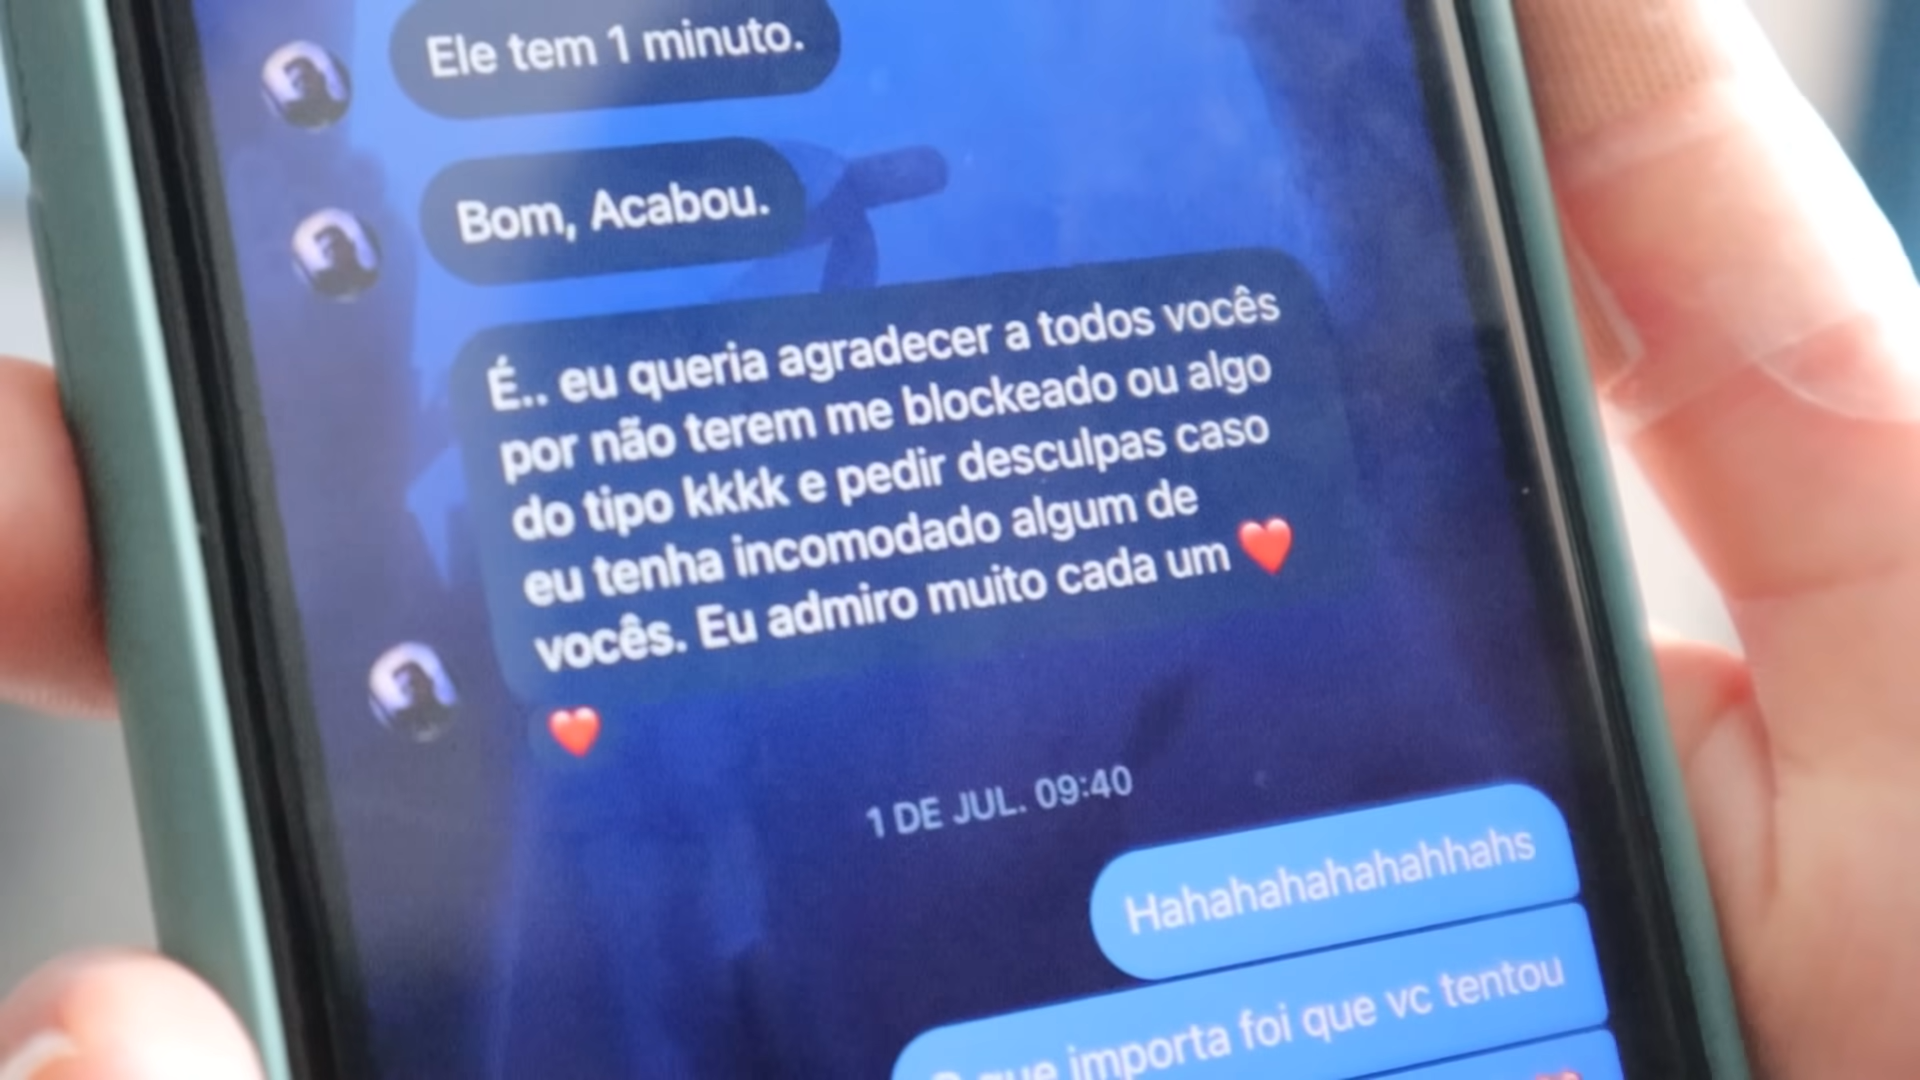 Ele tem 1 minuto.
Bom, Acabou.
É.. eu queria agradecer a todos vocês
por não terem me blockeado ou algo
do tipo kkkk e pedir desculpas caso
eu tenha incomodado algum de
vocês. Eu admiro muito cada um ❤️
❤️
1 DE JUL. 09:40
Hahahahahahhahs
O que importa foi que vc tentou